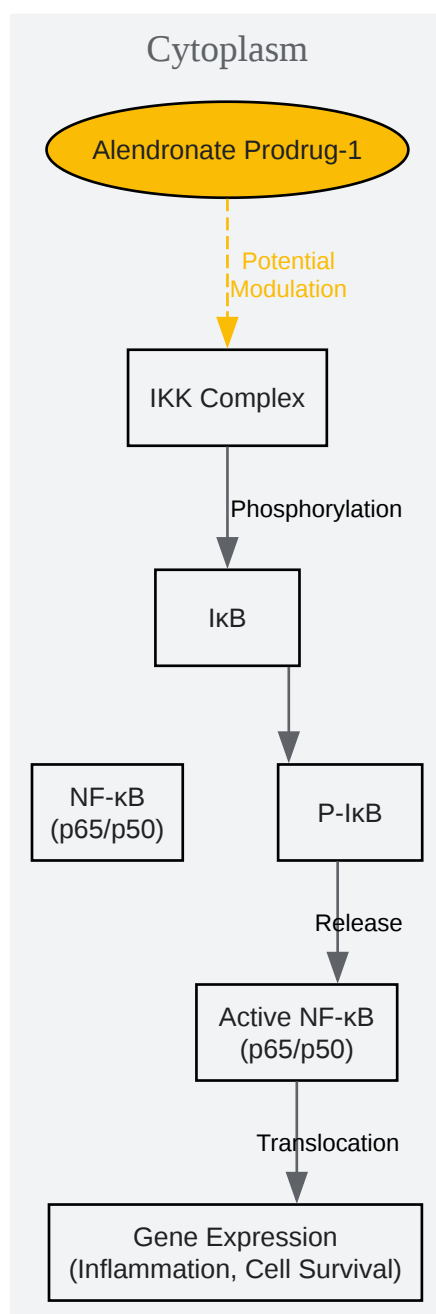 Cytoplasm
Alendronate Prodrug-1
Potential
Modulation
IKK Complex
Phosphorylation
IκB
NF-κB
(p65/p50)
P-IκB
Release
Active NF-κB
(p65/p50)
Translocation
Gene Expression
(Inflammation, Cell Survival)